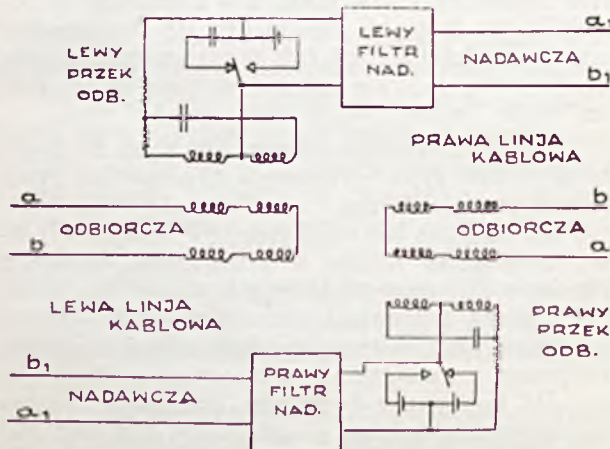 LEWY
PRZEK
ODB.
LEWY
FILTR
NAD.
a₁
NADAWCZA
b₁
PRAWA LINJA
KABLOWA
a
ODBIORCZA
b
b
ODBIORCZA
a
LEWA LINJA
KABLOWA
PRAWY
PRZEK
ODB.
b₁
NADAWCZA
a₁
PRAWY
FILTR
NAD.